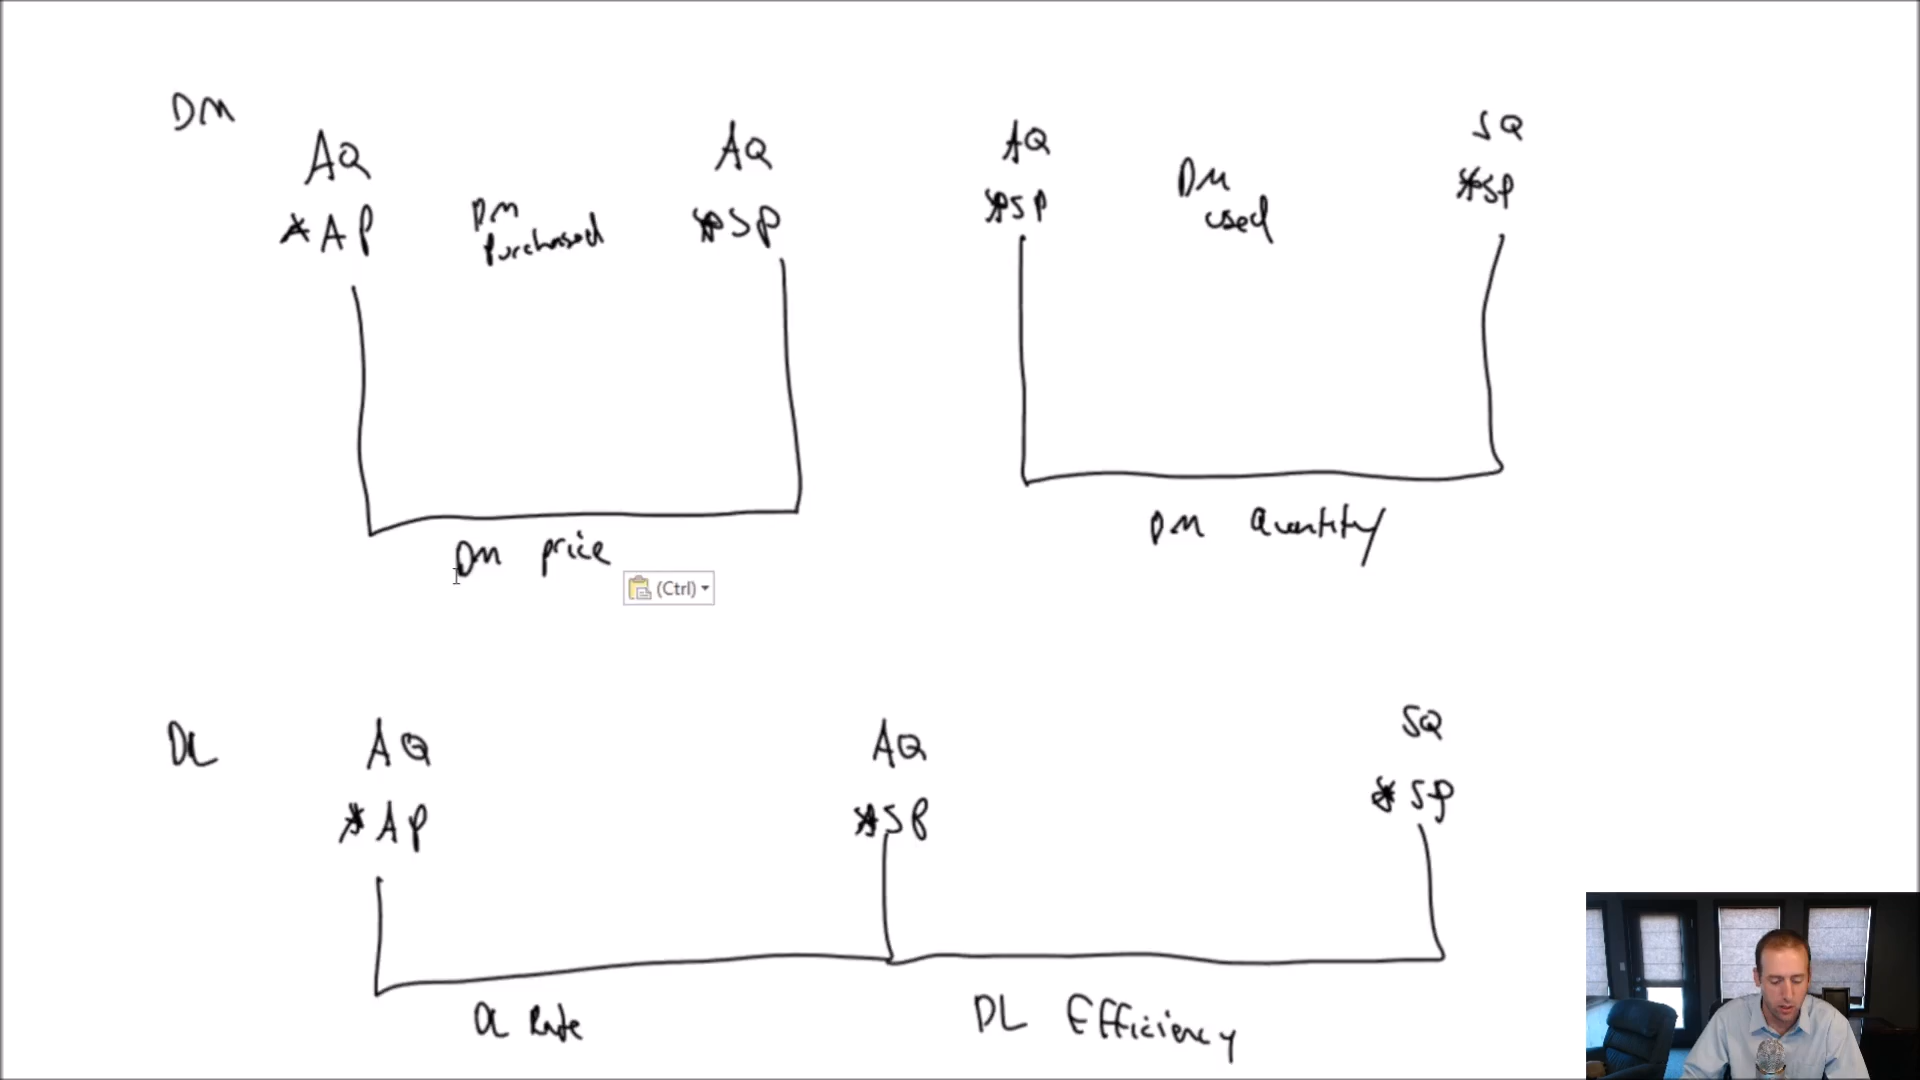 DM
AQ
* AP
DM
Purchased
AQ
*SP
DM price
AQ
*SP
DM
used
SQ
*SP
DM Quantity
(Ctrl)
DL
AQ
* AP
AQ
*SP
SQ
* SP
DL Rate
DL Efficiency